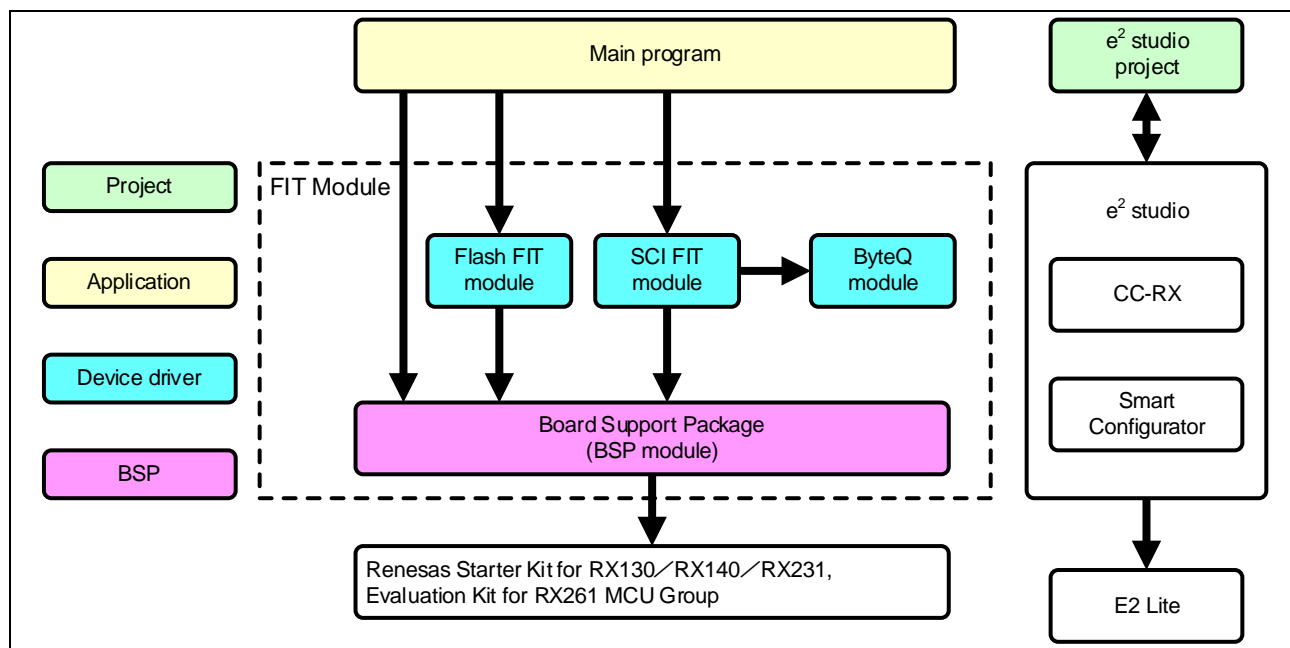 Main program
e² studio
project
Project
Application
Device driver
BSP
FIT Module
Flash FIT
module
SCI FIT
module
ByteQ
module
Board Support Package
(BSP module)
Renesas Starter Kit for RX130／RX140／RX231,
Evaluation Kit for RX261 MCU Group
e² studio
CC-RX
Smart
Configurator
E2 Lite